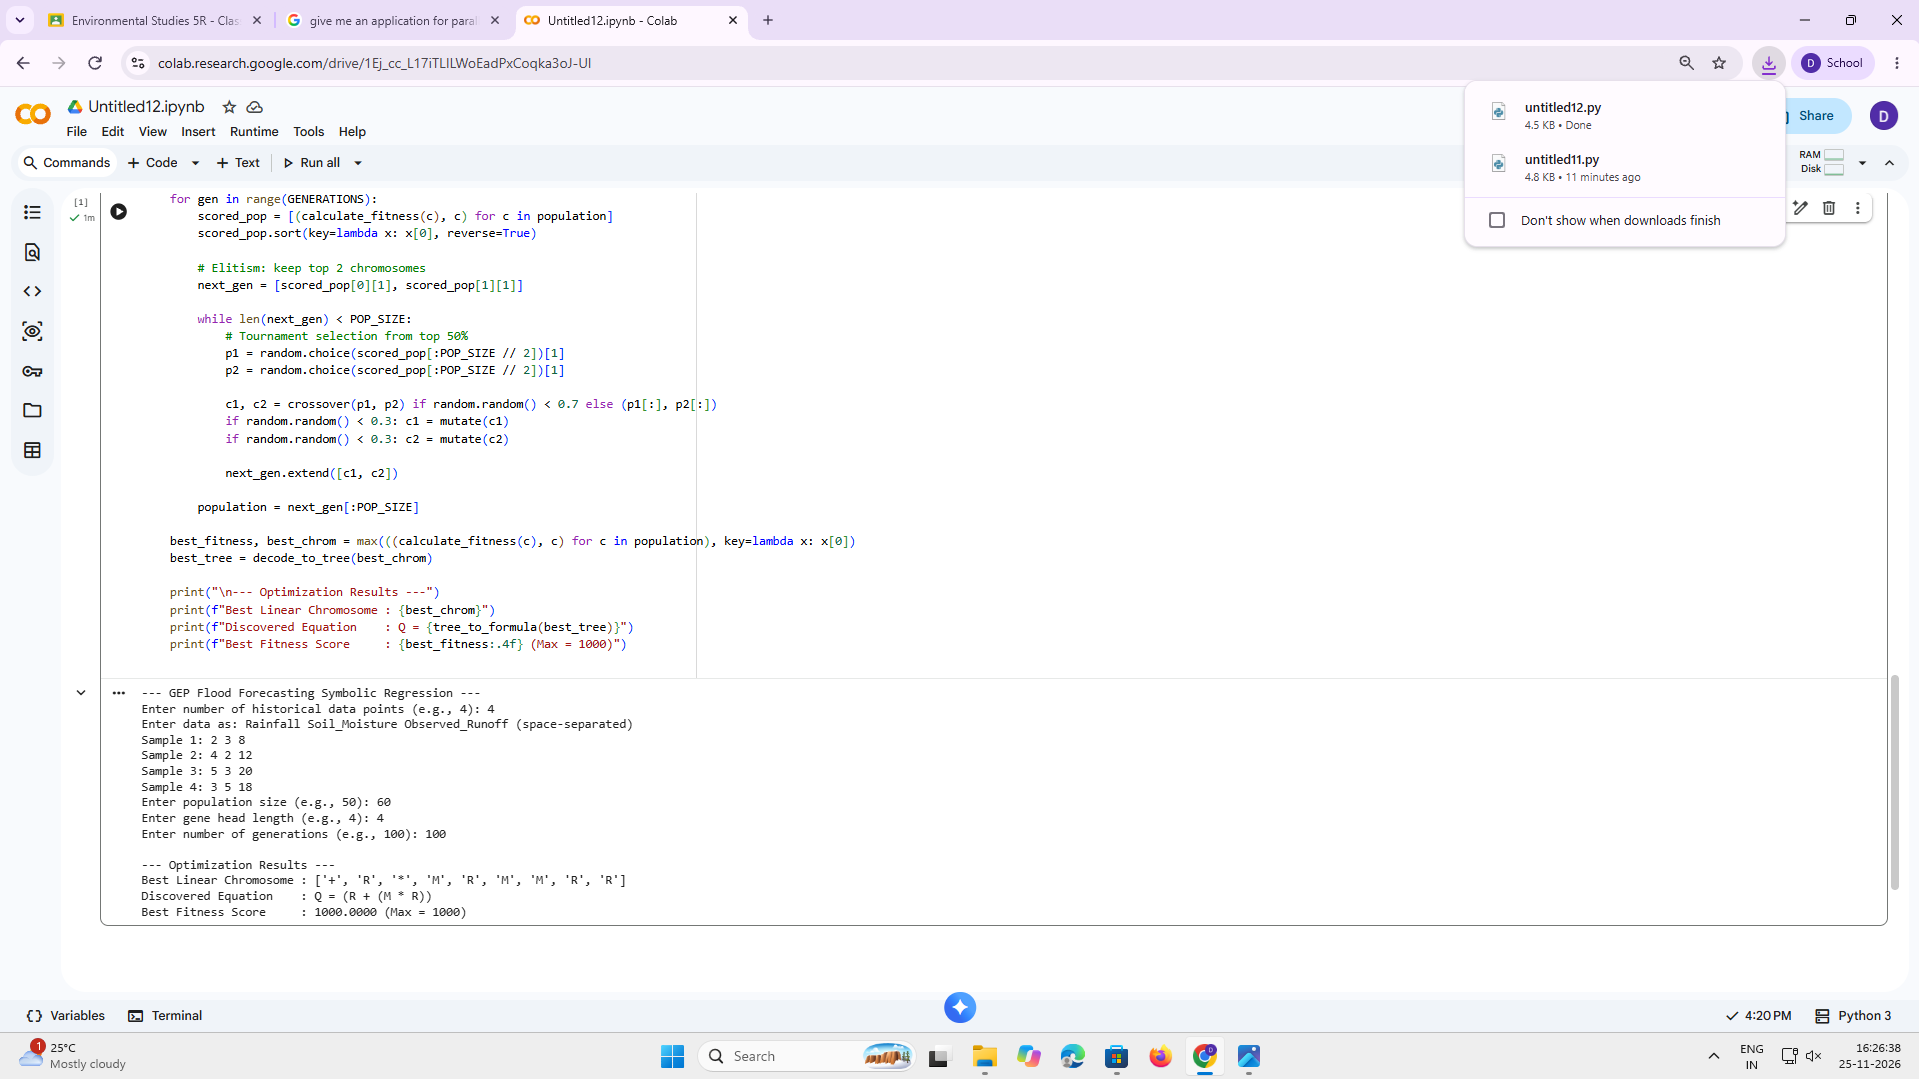 Environmental Studies 5R - Clas
give me an application for paral
Untitled12.ipynb - Colab
colab.research.google.com/drive/1Ej_cc_L17iTLILWoEadPxCoqka3oJ-UI
D School
Untitled12.ipynb
File Edit View Insert Runtime Tools Help
Share
D
Commands + Code + Text Run all
RAM
Disk
untitled12.py
4.5 KB • Done
untitled11.py
4.8 KB • 11 minutes ago
Don't show when downloads finish
[1]
1m
for gen in range(GENERATIONS):
    scored_pop = [(calculate_fitness(c), c) for c in population]
    scored_pop.sort(key=lambda x: x[0], reverse=True)
    # Elitism: keep top 2 chromosomes
    next_gen = [scored_pop[0][1], scored_pop[1][1]]
    while len(next_gen) < POP_SIZE:
        # Tournament selection from top 50%
        p1 = random.choice(scored_pop[:POP_SIZE // 2])[1]
        p2 = random.choice(scored_pop[:POP_SIZE // 2])[1]
        c1, c2 = crossover(p1, p2) if random.random() < 0.7 else (p1[:], p2[:])
        if random.random() < 0.3: c1 = mutate(c1)
        if random.random() < 0.3: c2 = mutate(c2)
        next_gen.extend([c1, c2])
    population = next_gen[:POP_SIZE]
best_fitness, best_chrom = max(((calculate_fitness(c), c) for c in population), key=lambda x: x[0])
best_tree = decode_to_tree(best_chrom)
print("\n--- Optimization Results ---")
print(f"Best Linear Chromosome : {best_chrom}")
print(f"Discovered Equation    : Q = {tree_to_formula(best_tree)}")
print(f"Best Fitness Score     : {best_fitness:.4f} (Max = 1000)")
--- GEP Flood Forecasting Symbolic Regression ---
Enter number of historical data points (e.g., 4): 4
Enter data as: Rainfall Soil_Moisture Observed_Runoff (space-separated)
Sample 1: 2 3 8
Sample 2: 4 2 12
Sample 3: 5 3 20
Sample 4: 3 5 18
Enter population size (e.g., 50): 60
Enter gene head length (e.g., 4): 4
Enter number of generations (e.g., 100): 100
--- Optimization Results ---
Best Linear Chromosome : ['+', 'R', '*', 'M', 'R', 'M', 'M', 'R', 'R']
Discovered Equation    : Q = (R + (M * R))
Best Fitness Score     : 1000.0000 (Max = 1000)
Variables Terminal
4:20 PM Python 3
1
25°C
Mostly cloudy
Search
ENG
IN
16:26:38
25-11-2026